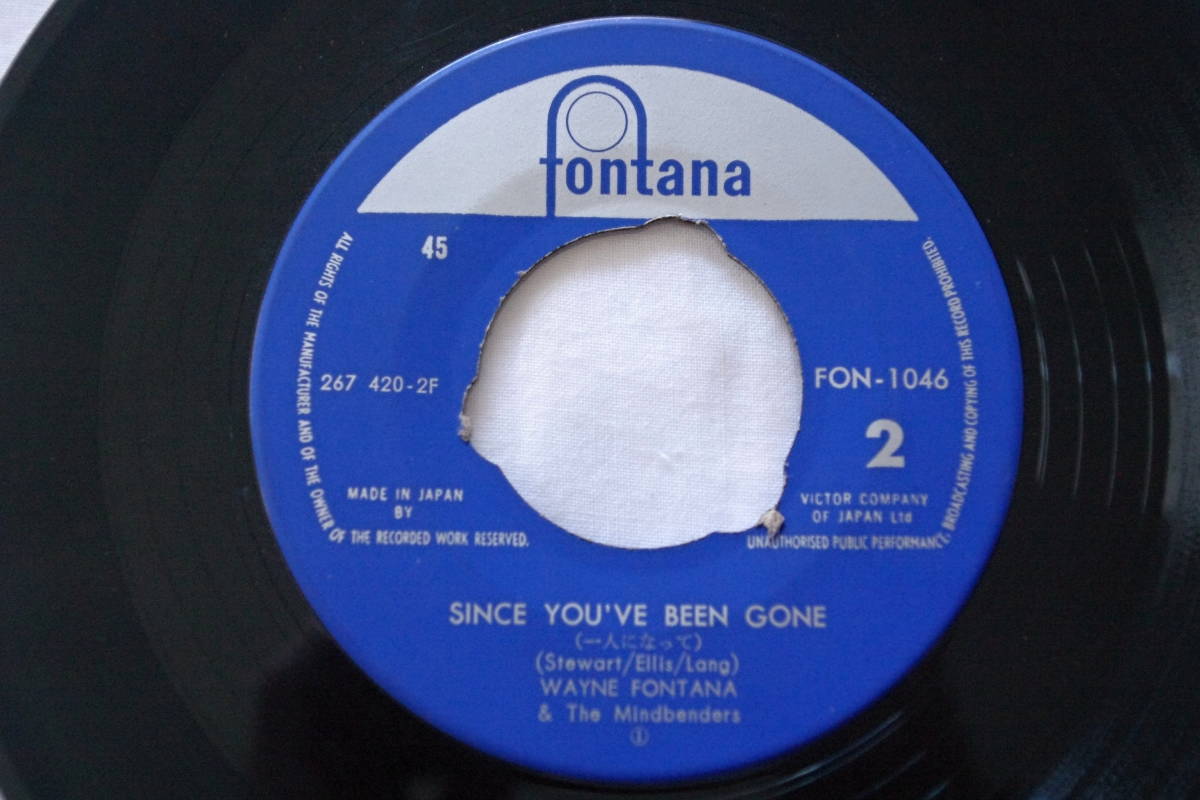 fontana
45
267 420-2F
FON-1046
2
MADE IN JAPAN
BY
VICTOR COMPANY
OF JAPAN Ltd
ALL RIGHTS OF THE MANUFACTURER AND OF THE OWNER OF THE RECORDED WORK RESERVED.
UNAUTHORISED PUBLIC PERFORMANCE, BROADCASTING AND COPYING OF THIS RECORD PROHIBITED.
SINCE YOU'VE BEEN GONE
(一人になって)
(Stewart/Ellis/Lang)
WAYNE FONTANA
& The Mindbenders
①